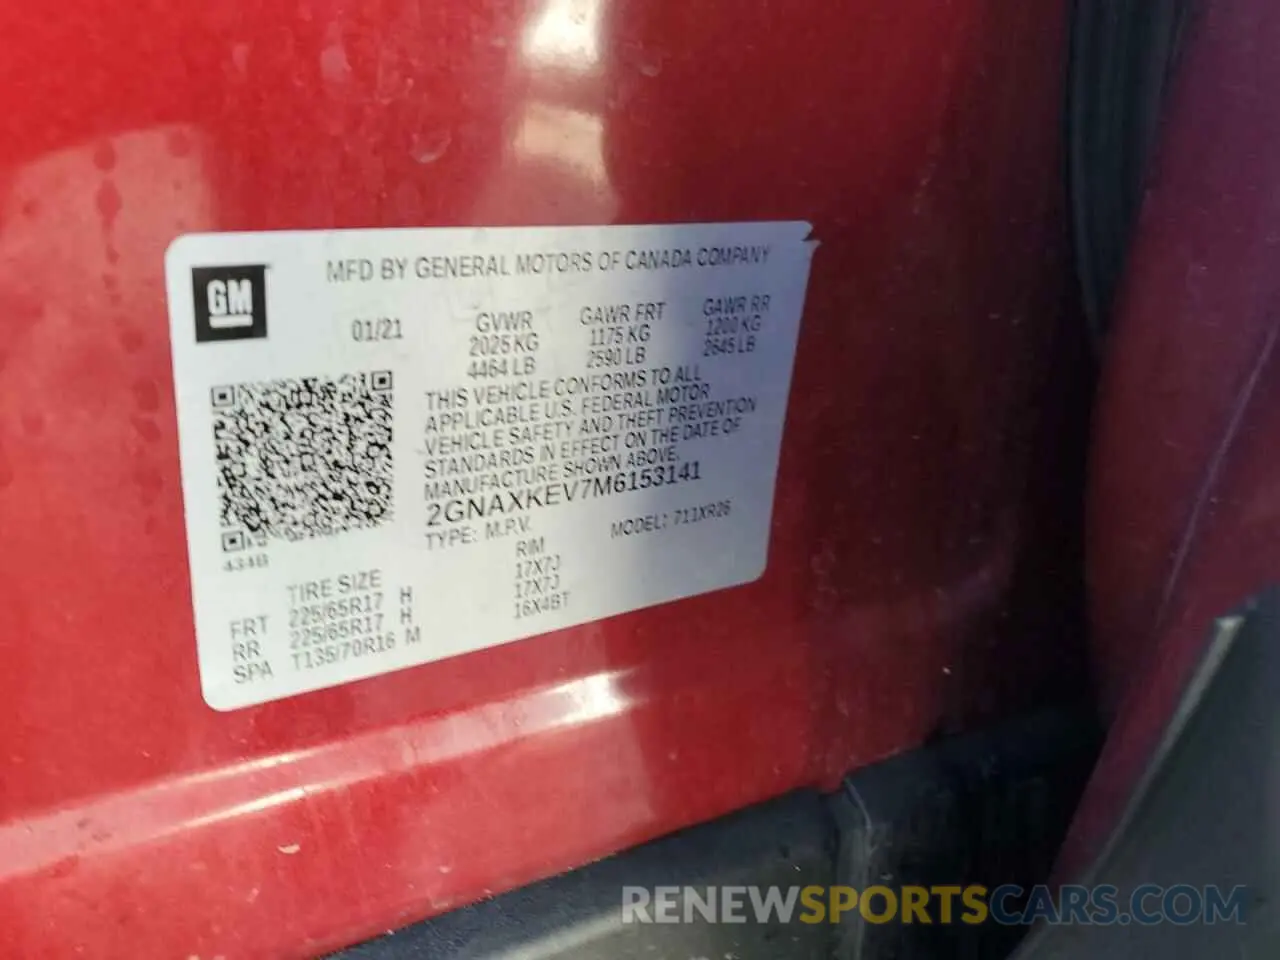 MFD BY GENERAL MOTORS OF CANADA COMPANY
GM
01/21
GVWR GAWR FRT GAWR RR
2025 KG 1175 KG 1200 KG
4464 LB 2590 LB 2645 LB
THIS VEHICLE CONFORMS TO ALL
APPLICABLE U.S. FEDERAL MOTOR
VEHICLE SAFETY AND THEFT PREVENTION
STANDARDS IN EFFECT ON THE DATE OF
MANUFACTURE SHOWN ABOVE.
2GNAXKEV7M6153141
TYPE: M.P.V. MODEL: 711XR26
434B
TIRE SIZE RIM
FRT 225/65R17 H 17X7J
RR 225/65R17 H 17X7J
SPA T135/70R16 M 16X4BT
RENEWSPORTSCARS.COM